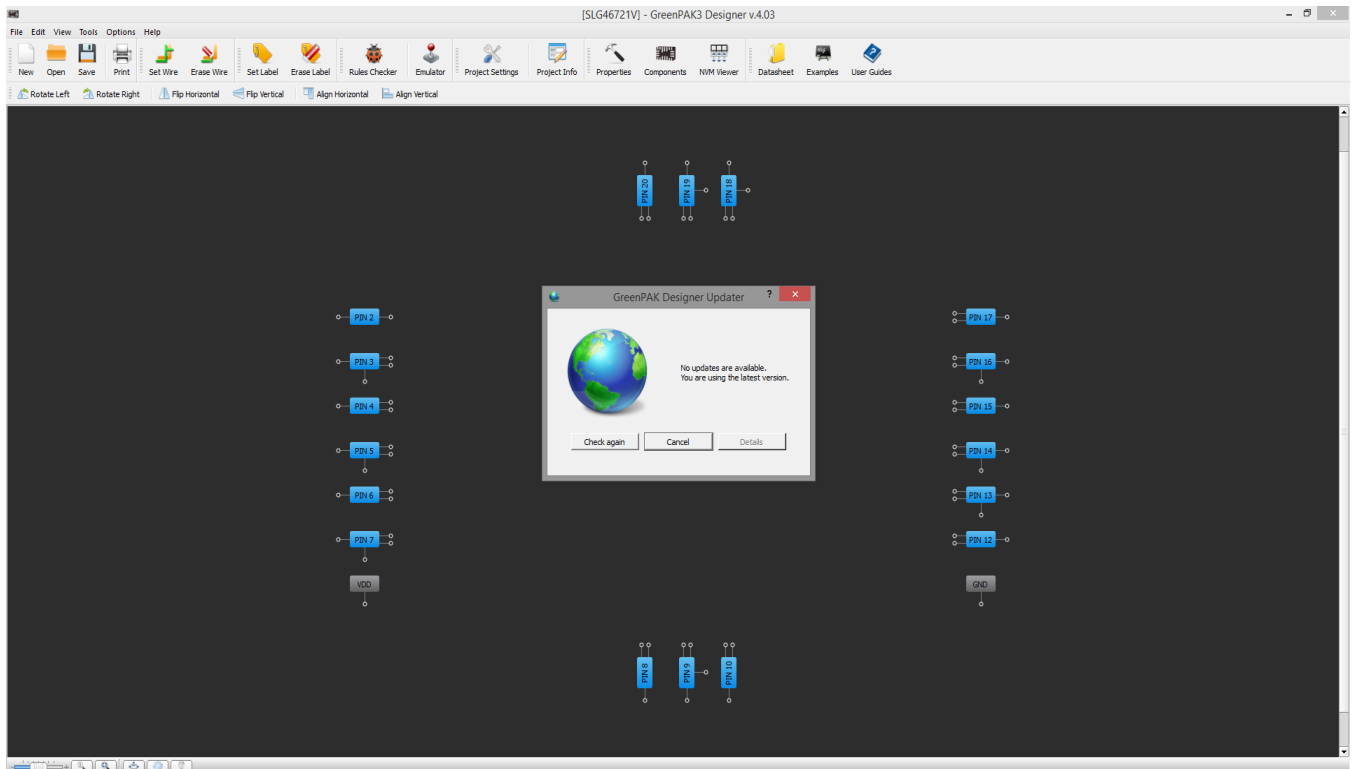 [SLG46721V] - GreenPAK3 Designer v.4.03
File Edit View Tools Options Help
New Open Save Print Set Wire Erase Wire Set Label Erase Label Rules Checker Emulator Project Settings Project Info Properties Components NVM Viewer Datasheet Examples User Guides
Rotate Left Rotate Right Flip Horizontal Flip Vertical Align Horizontal Align Vertical
PIN 20 PIN 19 PIN 18
GreenPAK Designer Updater ?
PIN 2 PIN 17
PIN 3 PIN 16
No updates are available.
You are using the latest version.
PIN 4 PIN 15
Check again Cancel Details
PIN 5 PIN 14
PIN 6 PIN 13
PIN 7 PIN 12
VDD GND
PIN 8 PIN 9 PIN 10